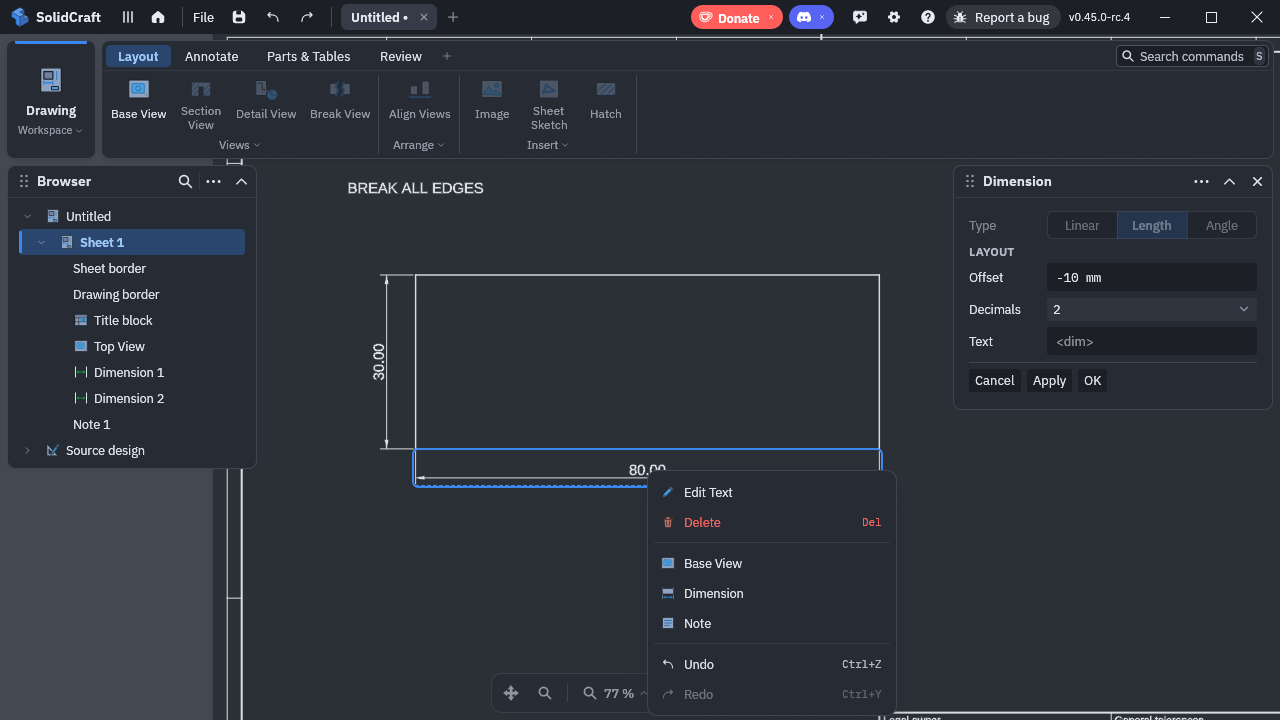 SolidCraft
File
Untitled •
Donate
Report a bug
v0.45.0-rc.4
Drawing
Workspace
Layout
Annotate
Parts & Tables
Review
Search commands
S
Base View
Section View
Detail View
Break View
Views
Align Views
Arrange
Image
Sheet Sketch
Hatch
Insert
Browser
Untitled
Sheet 1
Sheet border
Drawing border
Title block
Top View
Dimension 1
Dimension 2
Note 1
Source design
BREAK ALL EDGES
30.00
80.00
Dimension
Type
Linear
Length
Angle
LAYOUT
Offset
-10 mm
Decimals
2
Text
<dim>
Cancel
Apply
OK
Edit Text
Delete
Del
Base View
Dimension
Note
Undo
Ctrl+Z
Redo
Ctrl+Y
77 %
Legal owner
General tolerances